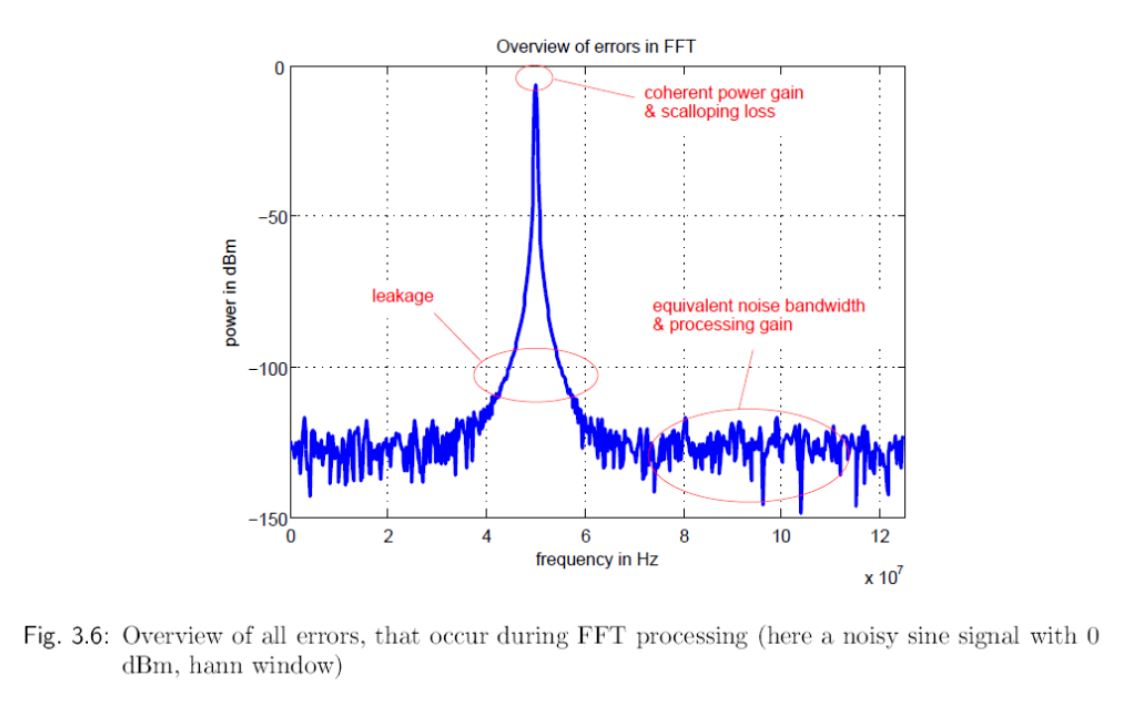 Overview of errors in FFT
0
coherent power gain
& scalloping loss
−50
leakage
equivalent noise bandwidth
& processing gain
power in dBm
−100
−150
0
2
4
6
8
10
12
frequency in Hz
x 10⁷
Fig. 3.6: Overview of all errors, that occur during FFT processing (here a noisy sine signal with 0
dBm, hann window)